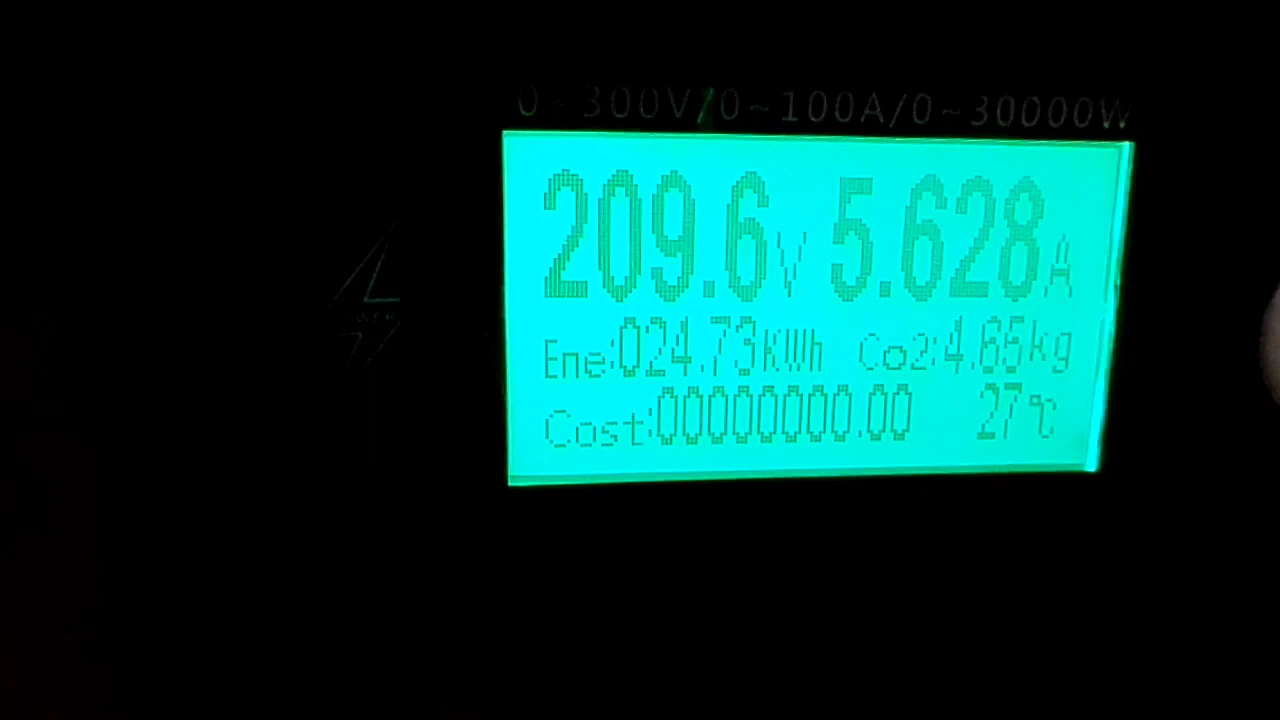 0~300V/0~100A/0~30000W
209.6V 5.628A
Ene:024.73KWh Co2:4.65kg
Cost:00000000.00 27℃